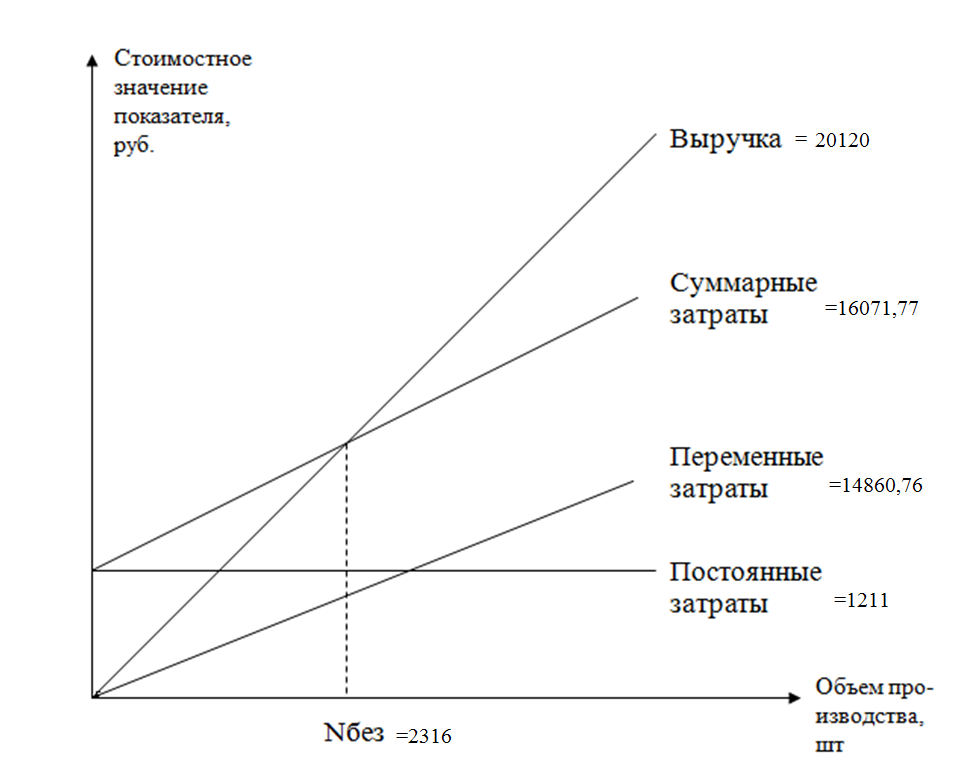 Стоимостное
значение
показателя,
руб.
Выручка = 20120
Суммарные
затраты =16071,77
Переменные
затраты =14860,76
Постоянные
затраты =1211
Объем про-
изводства,
шт
Nбез =2316